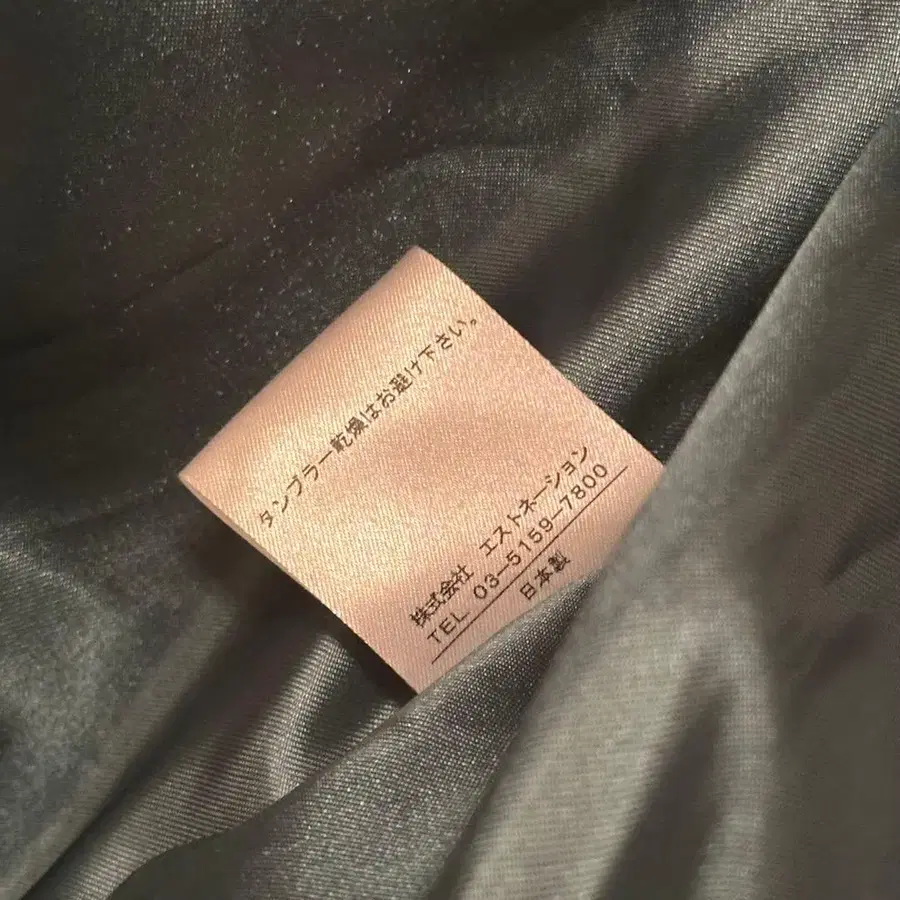 タンブラー乾燥はお避け下さい。
株式会社 エストネーション
TEL 03-5159-7800
日本製